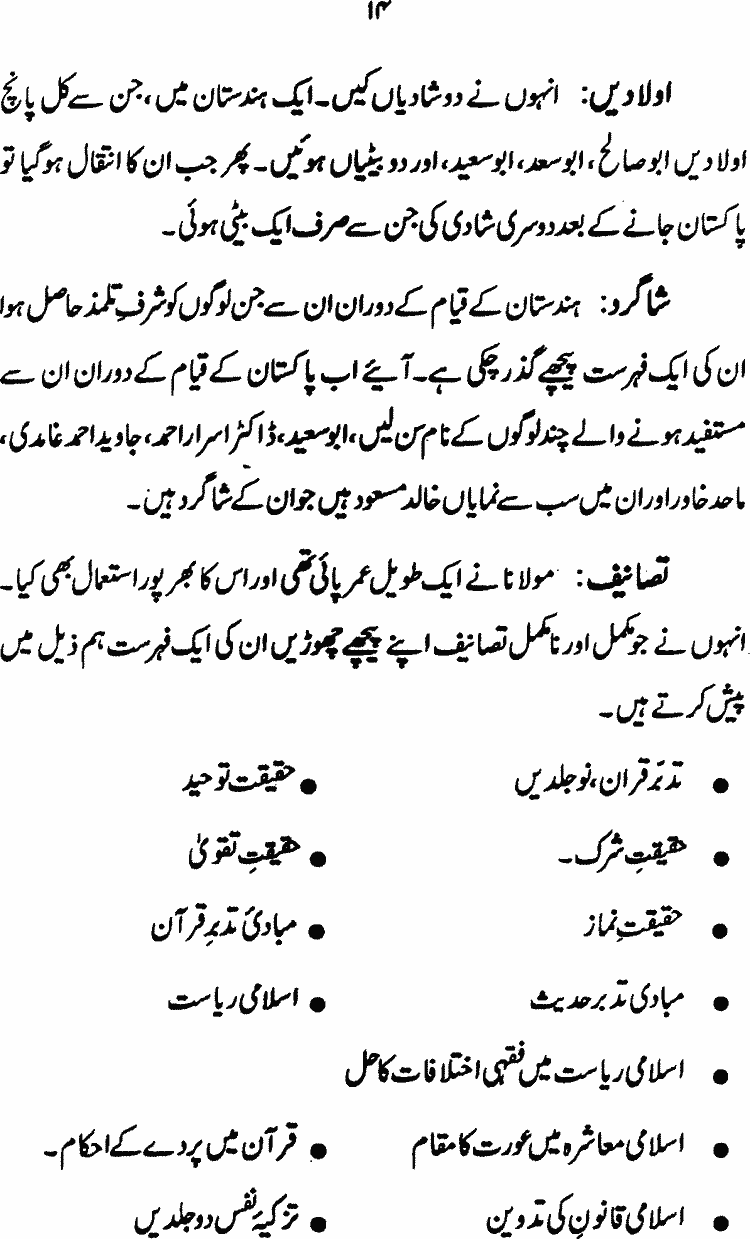 ۱۴
اولادیں: انہوں نے دو شادیاں کیں۔ ایک ہندستان میں، جن سے کل پانچ
اولادیں ابو صالح، ابو سعد، ابو سعید، اور دو بیٹیاں ہوئیں۔ پھر جب ان کا انتقال ہو گیا تو
پاکستان جانے کے بعد دوسری شادی کی جن سے صرف ایک بیٹی ہوئی۔
شاگرد: ہندستان کے قیام کے دوران ان سے جن لوگوں کو شرفِ تلمذ حاصل ہوا
ان کی ایک فہرست پیچھے گذر چکی ہے۔ آیئے اب پاکستان کے قیام کے دوران ان سے
مستفید ہونے والے چند لوگوں کے نام سن لیں، ابو سعید، ڈاکٹر اسرار احمد، جاوید احمد غامدی،
ماجد خاور اور ان میں سب سے نمایاں خالد مسعود ہیں جو ان کے شاگرد ہیں۔
تصانیف: مولانا نے ایک طویل عمر پائی تھی اور اس کا بھر پور استعمال بھی کیا۔
انہوں نے جو مکمل اور نامکمل تصانیف اپنے پیچھے چھوڑیں ان کی ایک فہرست ہم ذیل میں
پیش کرتے ہیں۔
● تدبّر قران، نو جلدیں ● حقیقت توحید
● حقیقتِ شرک۔ ● حقیقتِ تقویٰ
● حقیقتِ نماز ● مبادیٔ تدبرِ قرآن
● مبادی تدبر حدیث ● اسلامی ریاست
● اسلامی ریاست میں فقہی اختلافات کا حل
● اسلامی معاشرہ میں عورت کا مقام ● قرآن میں پردے کے احکام۔
● اسلامی قانون کی تدوین ● تزکیۂ نفس دو جلدیں